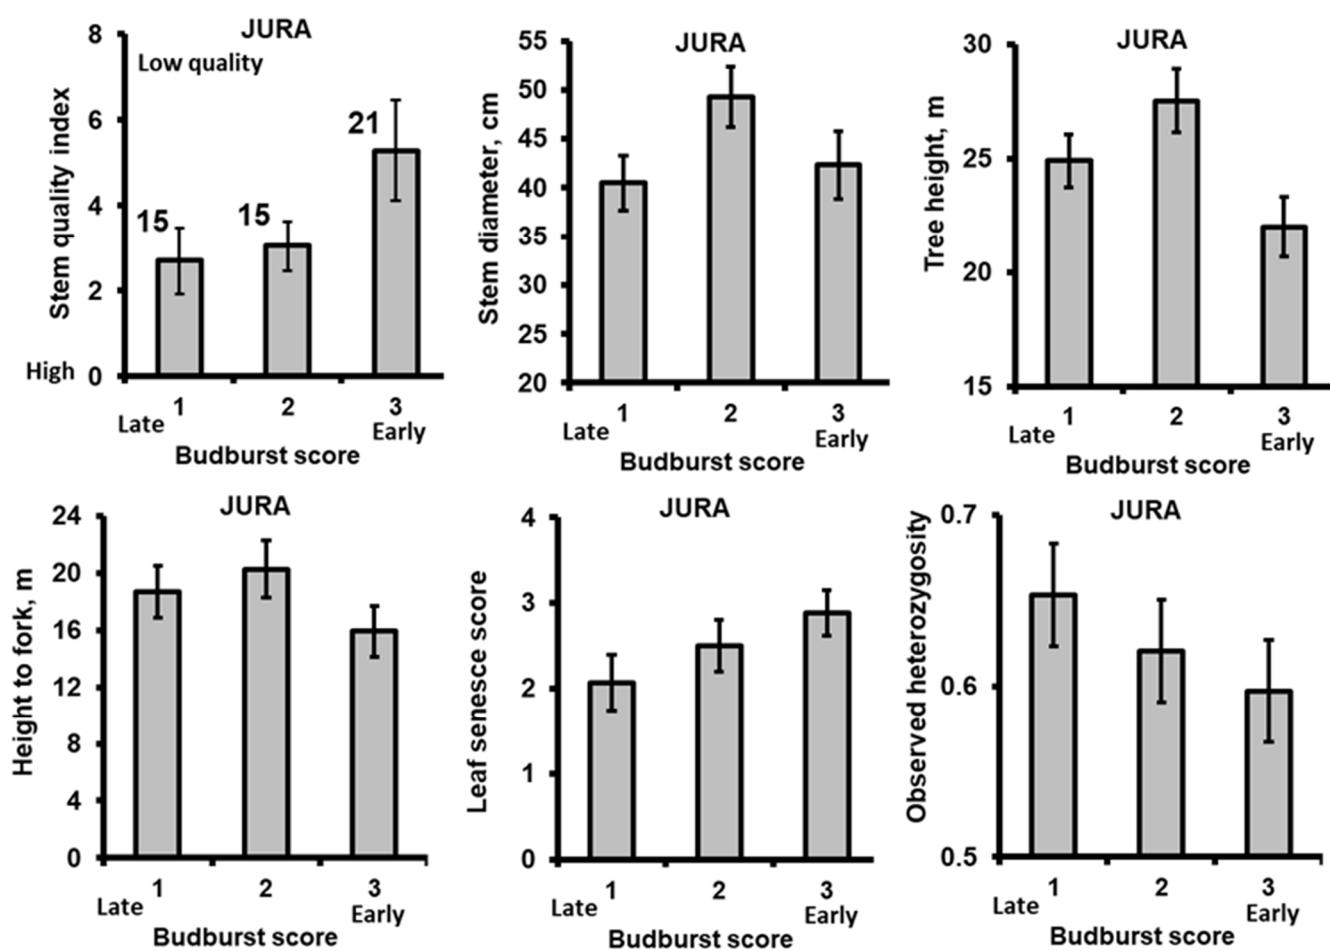 JURA
Low quality
Stem quality index
8
6
4
2
0
High
15
15
21
1
2
3
Late
Early
Budburst score
JURA
Stem diameter, cm
55
50
45
40
35
30
25
20
1
2
3
Late
Early
Budburst score
JURA
Tree height, m
30
25
20
15
1
2
3
Late
Early
Budburst score
JURA
Height to fork, m
24
20
16
12
8
4
0
1
2
3
Late
Early
Budburst score
JURA
Leaf senesce score
4
3
2
1
0
1
2
3
Late
Early
Budburst score
JURA
Observed heterozygosity
0.7
0.6
0.5
1
2
3
Late
Early
Budburst score